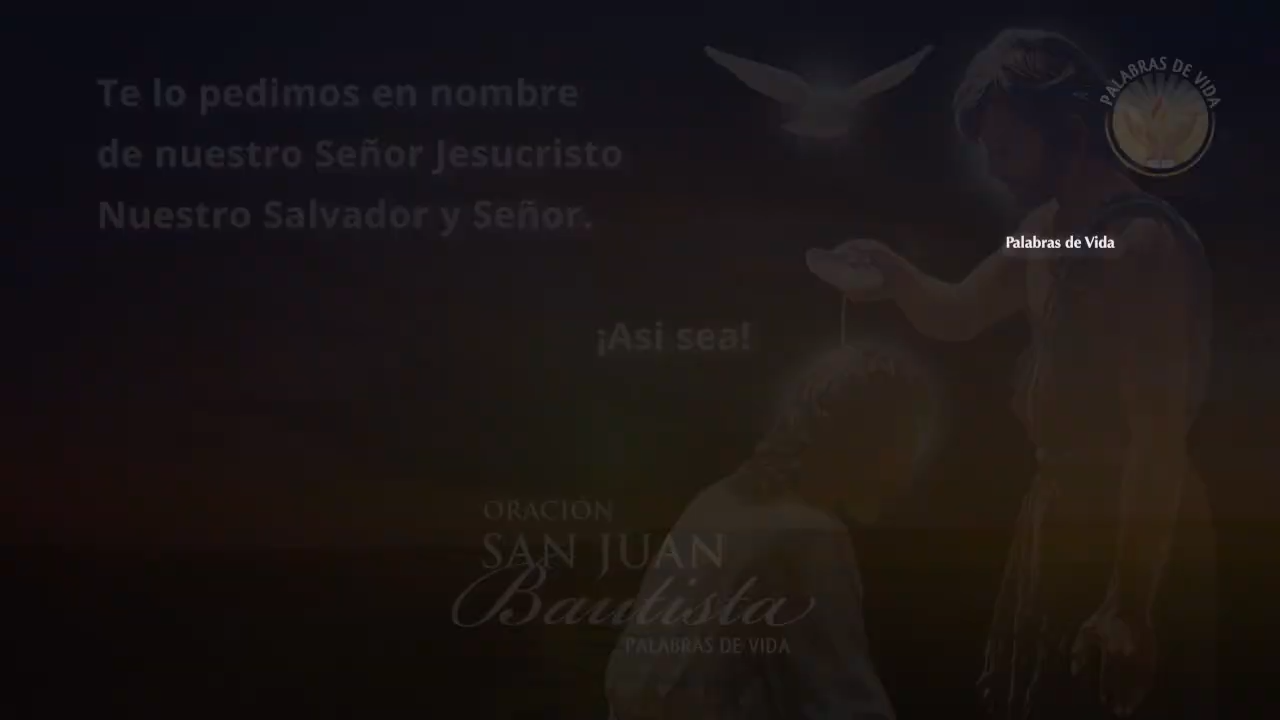 Te lo pedimos en nombre
de nuestro Señor Jesucristo
Nuestro Salvador y Señor.
¡Asi sea!
PALABRAS DE VIDA
Palabras de Vida
ORACIÓN
SAN JUAN
Bautista
PALABRAS DE VIDA